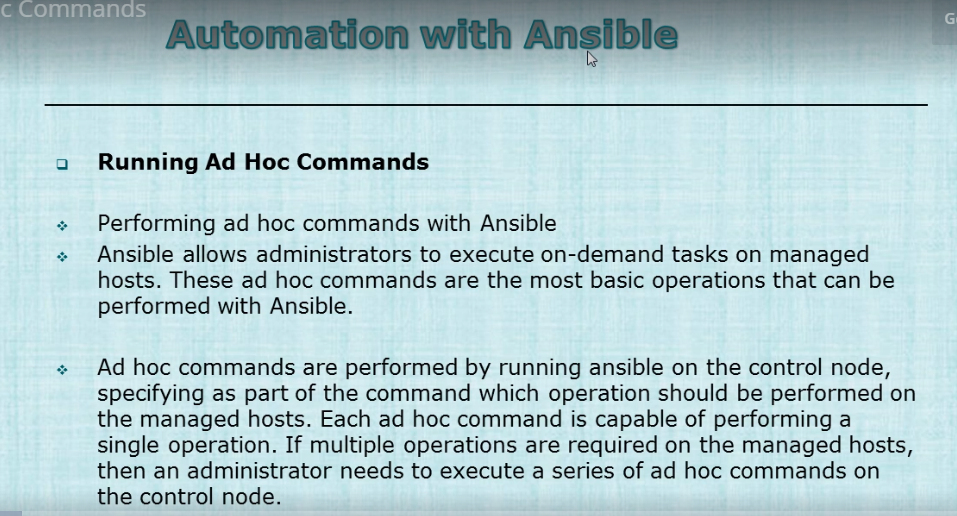 c Commands
Automation with Ansible
Running Ad Hoc Commands
Performing ad hoc commands with Ansible
Ansible allows administrators to execute on-demand tasks on managed
hosts. These ad hoc commands are the most basic operations that can be
performed with Ansible.
Ad hoc commands are performed by running ansible on the control node,
specifying as part of the command which operation should be performed on
the managed hosts. Each ad hoc command is capable of performing a
single operation. If multiple operations are required on the managed hosts,
then an administrator needs to execute a series of ad hoc commands on
the control node.